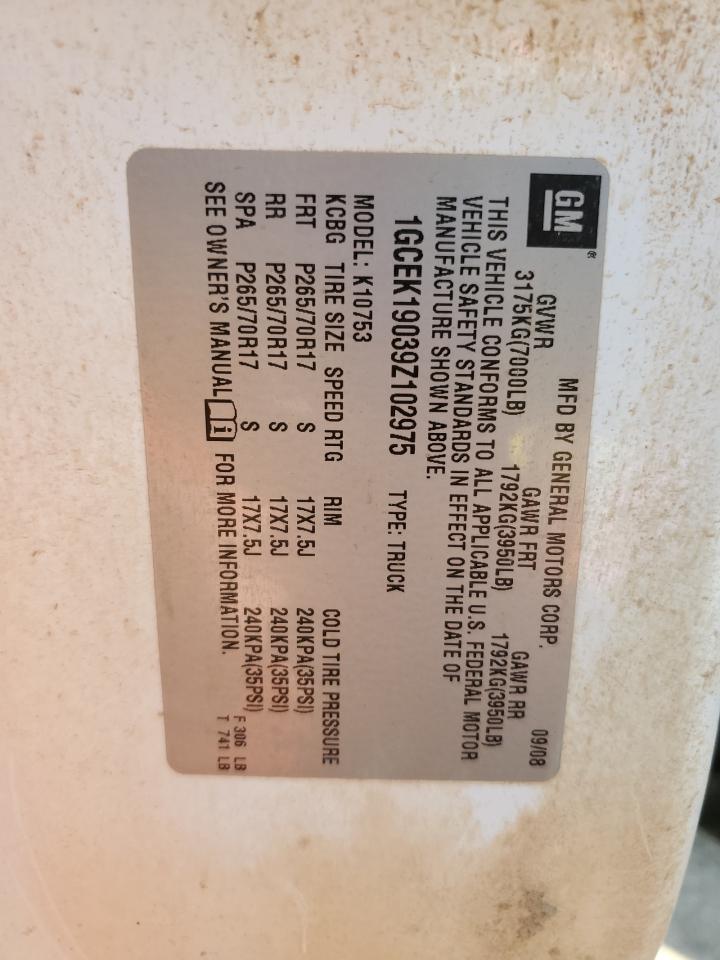 GM®
MFD BY GENERAL MOTORS CORP. 09/08
GVWR GAWR FRT GAWR RR
3175KG(7000LB) 1792KG(3950LB) 1792KG(3950LB)
THIS VEHICLE CONFORMS TO ALL APPLICABLE U.S. FEDERAL MOTOR
VEHICLE SAFETY STANDARDS IN EFFECT ON THE DATE OF
MANUFACTURE SHOWN ABOVE.
1GCEK19039Z102975 TYPE: TRUCK
MODEL: K10753
KCBG TIRE SIZE SPEED RTG RIM COLD TIRE PRESSURE
FRT P265/70R17 S 17X7.5J 240KPA(35PSI)
RR P265/70R17 S 17X7.5J 240KPA(35PSI)
SPA P265/70R17 S 17X7.5J 240KPA(35PSI)
SEE OWNER'S MANUAL FOR MORE INFORMATION.
F 306 LB
T 741 LB